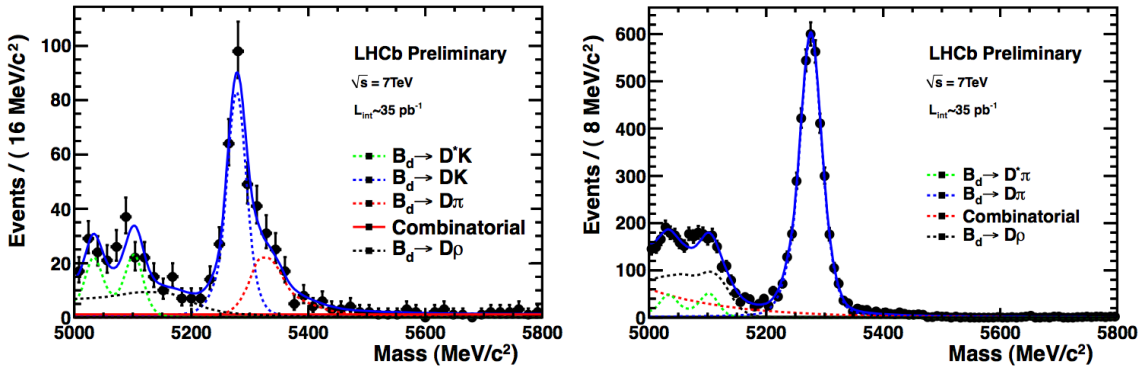 Events / ( 16 MeV/c²)
100
80
60
40
20
0
LHCb Preliminary
√s = 7TeV
L_int~35 pb⁻¹
B_d→ D*K
B_d→ DK
B_d→ Dπ
Combinatorial
B_d→ Dρ
5000 5200 5400 5600 5800
Mass (MeV/c²)
Events / ( 8 MeV/c²)
600
500
400
300
200
100
0
LHCb Preliminary
√s = 7TeV
L_int~35 pb⁻¹
B_d→ D*π
B_d→ Dπ
Combinatorial
B_d→ Dρ
5000 5200 5400 5600 5800
Mass (MeV/c²)